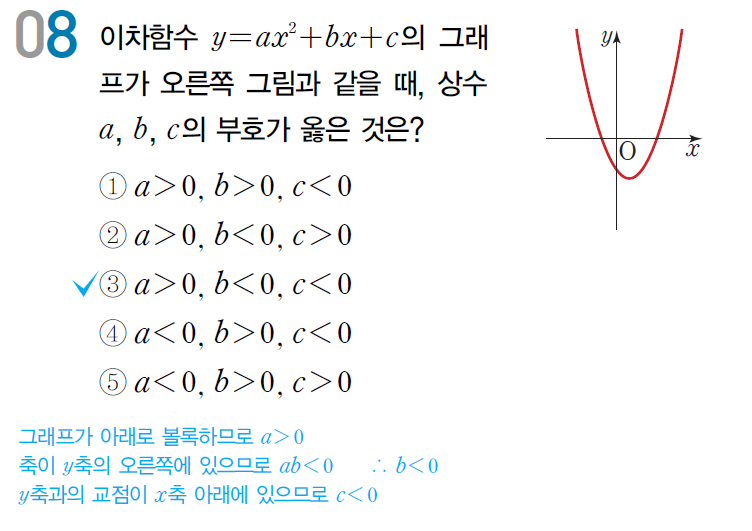 08 이차함수 y=ax²+bx+c의 그래
프가 오른쪽 그림과 같을 때, 상수
a, b, c의 부호가 옳은 것은?
① a>0, b>0, c<0
② a>0, b<0, c>0
③ a>0, b<0, c<0
④ a<0, b>0, c<0
⑤ a<0, b>0, c>0
y
O
x
그래프가 아래로 볼록하므로 a>0
축이 y축의 오른쪽에 있으므로 ab<0 ∴ b<0
y축과의 교점이 x축 아래에 있으므로 c<0